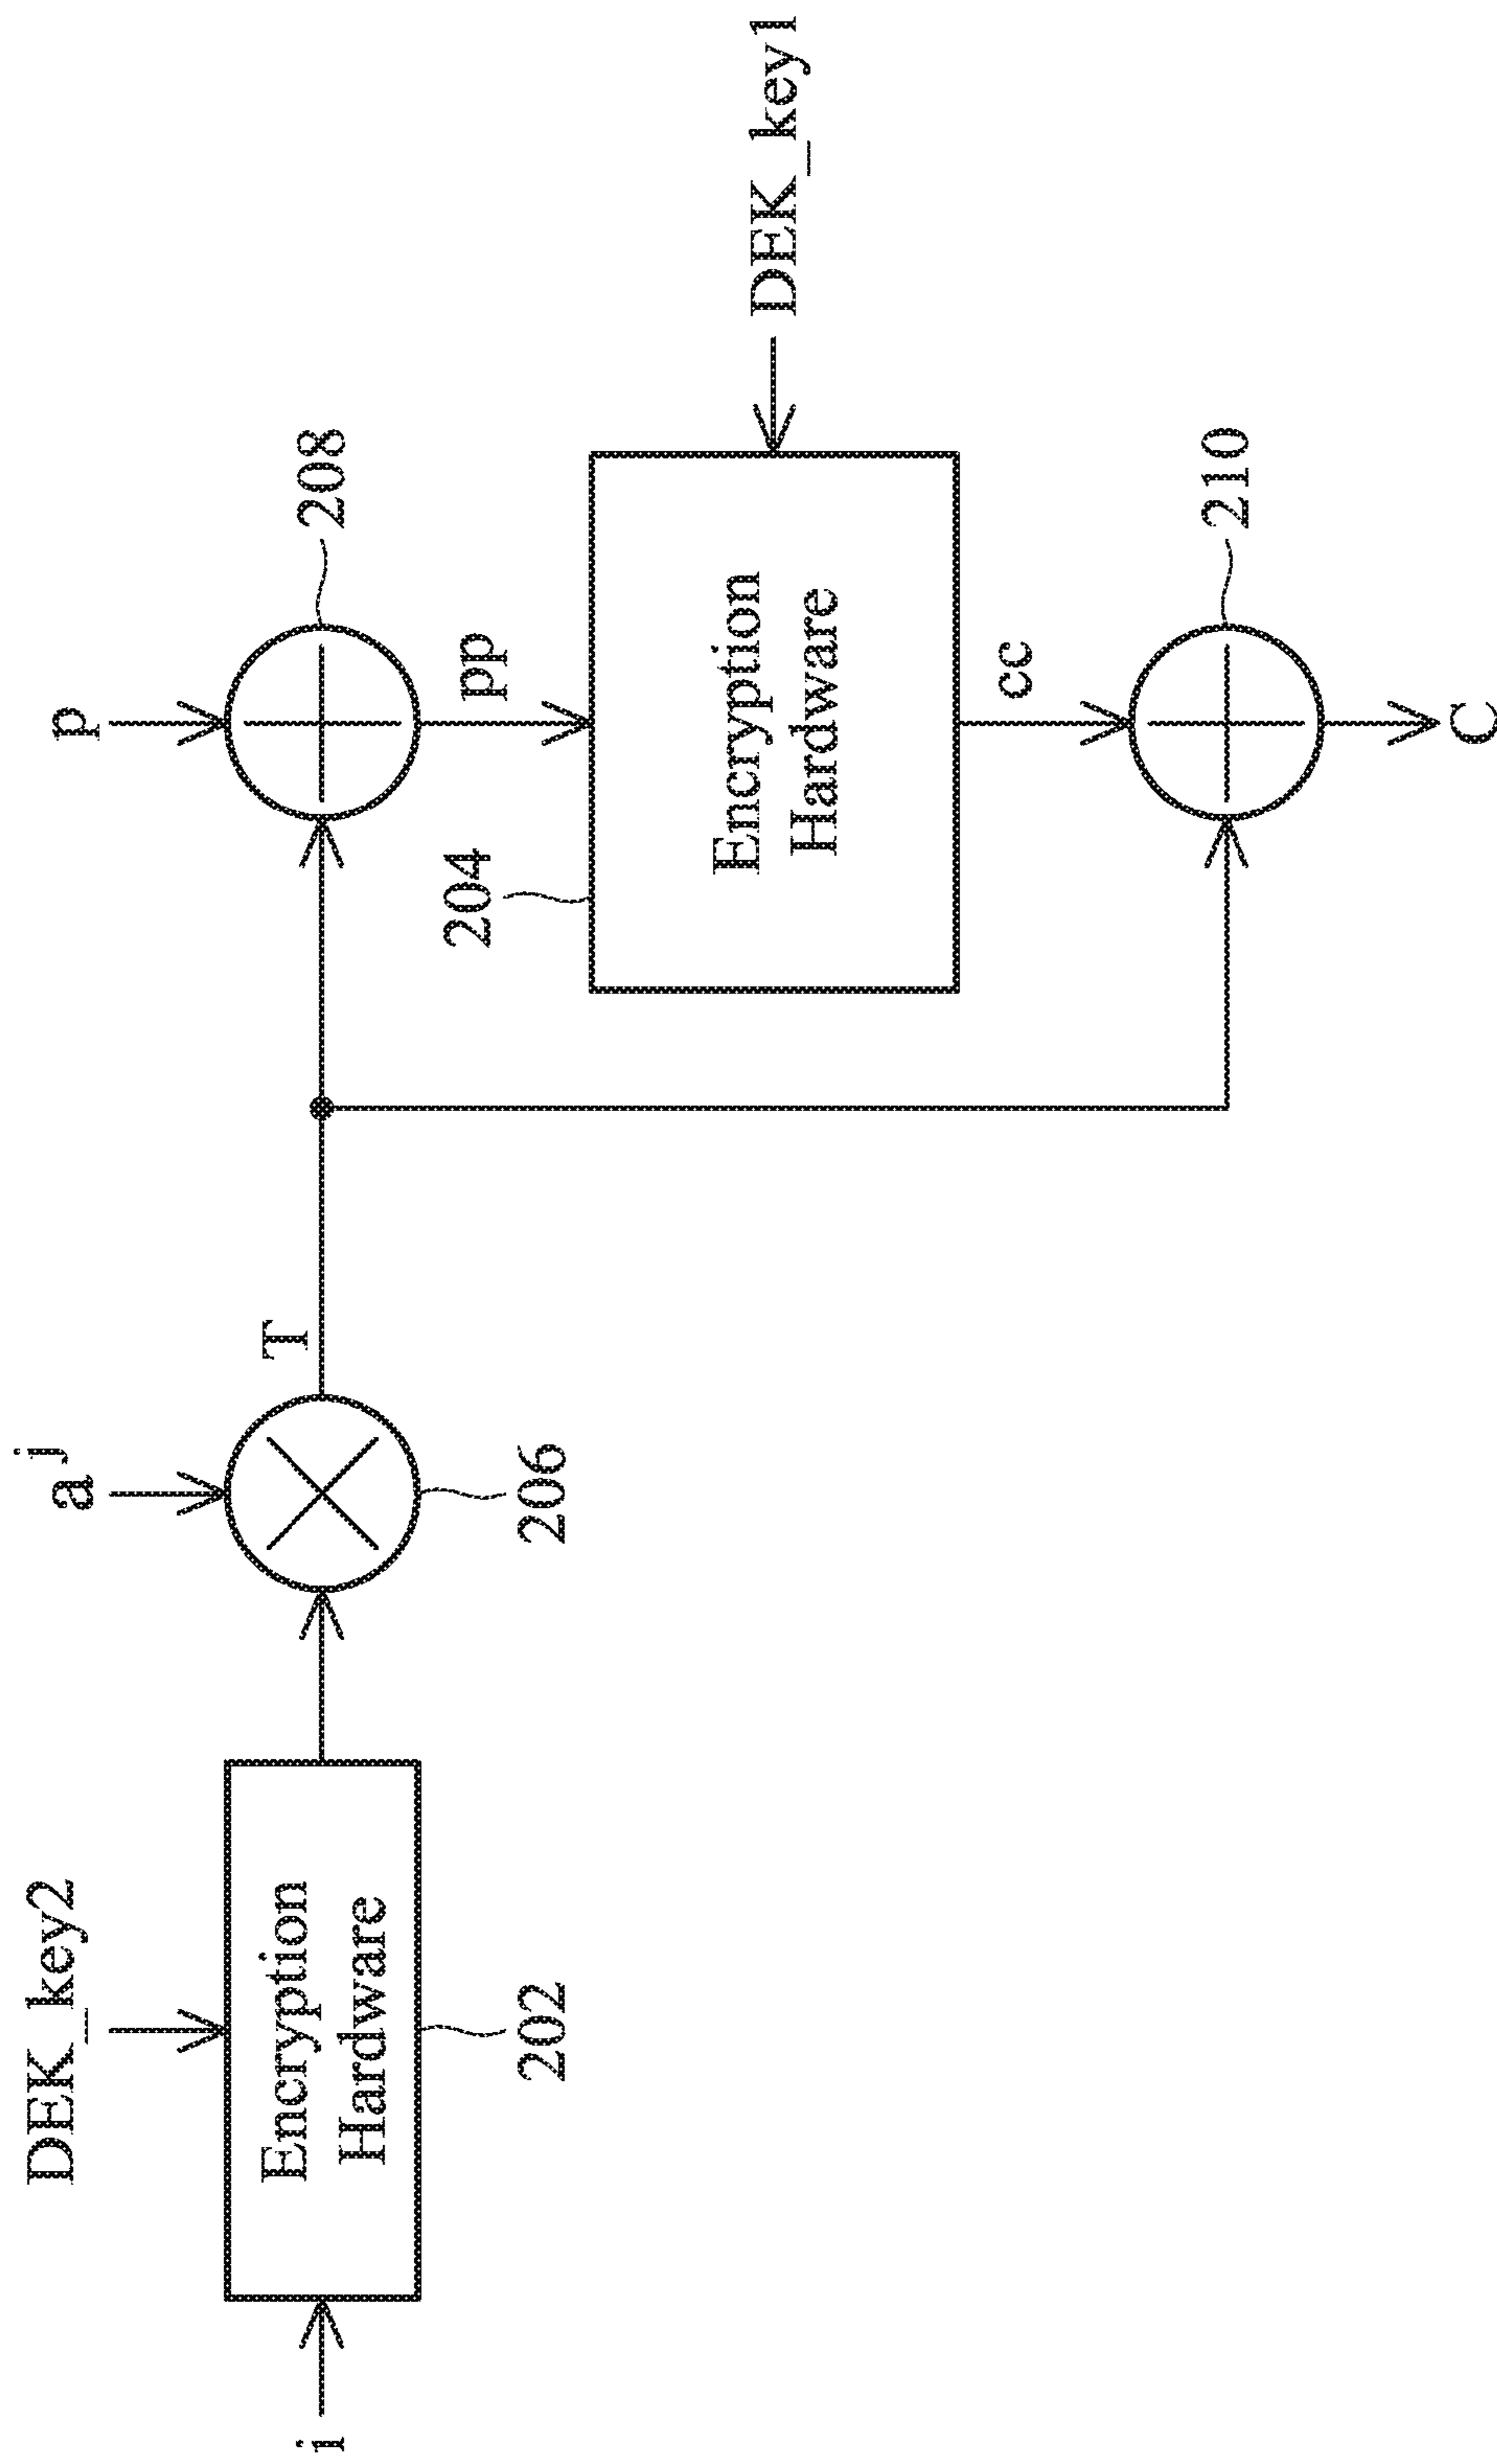 DEK_key2
a^j
p
i
Encryption
Hardware
202
206
T
208
pp
204
Encryption
Hardware
DEK_key1
cc
210
C